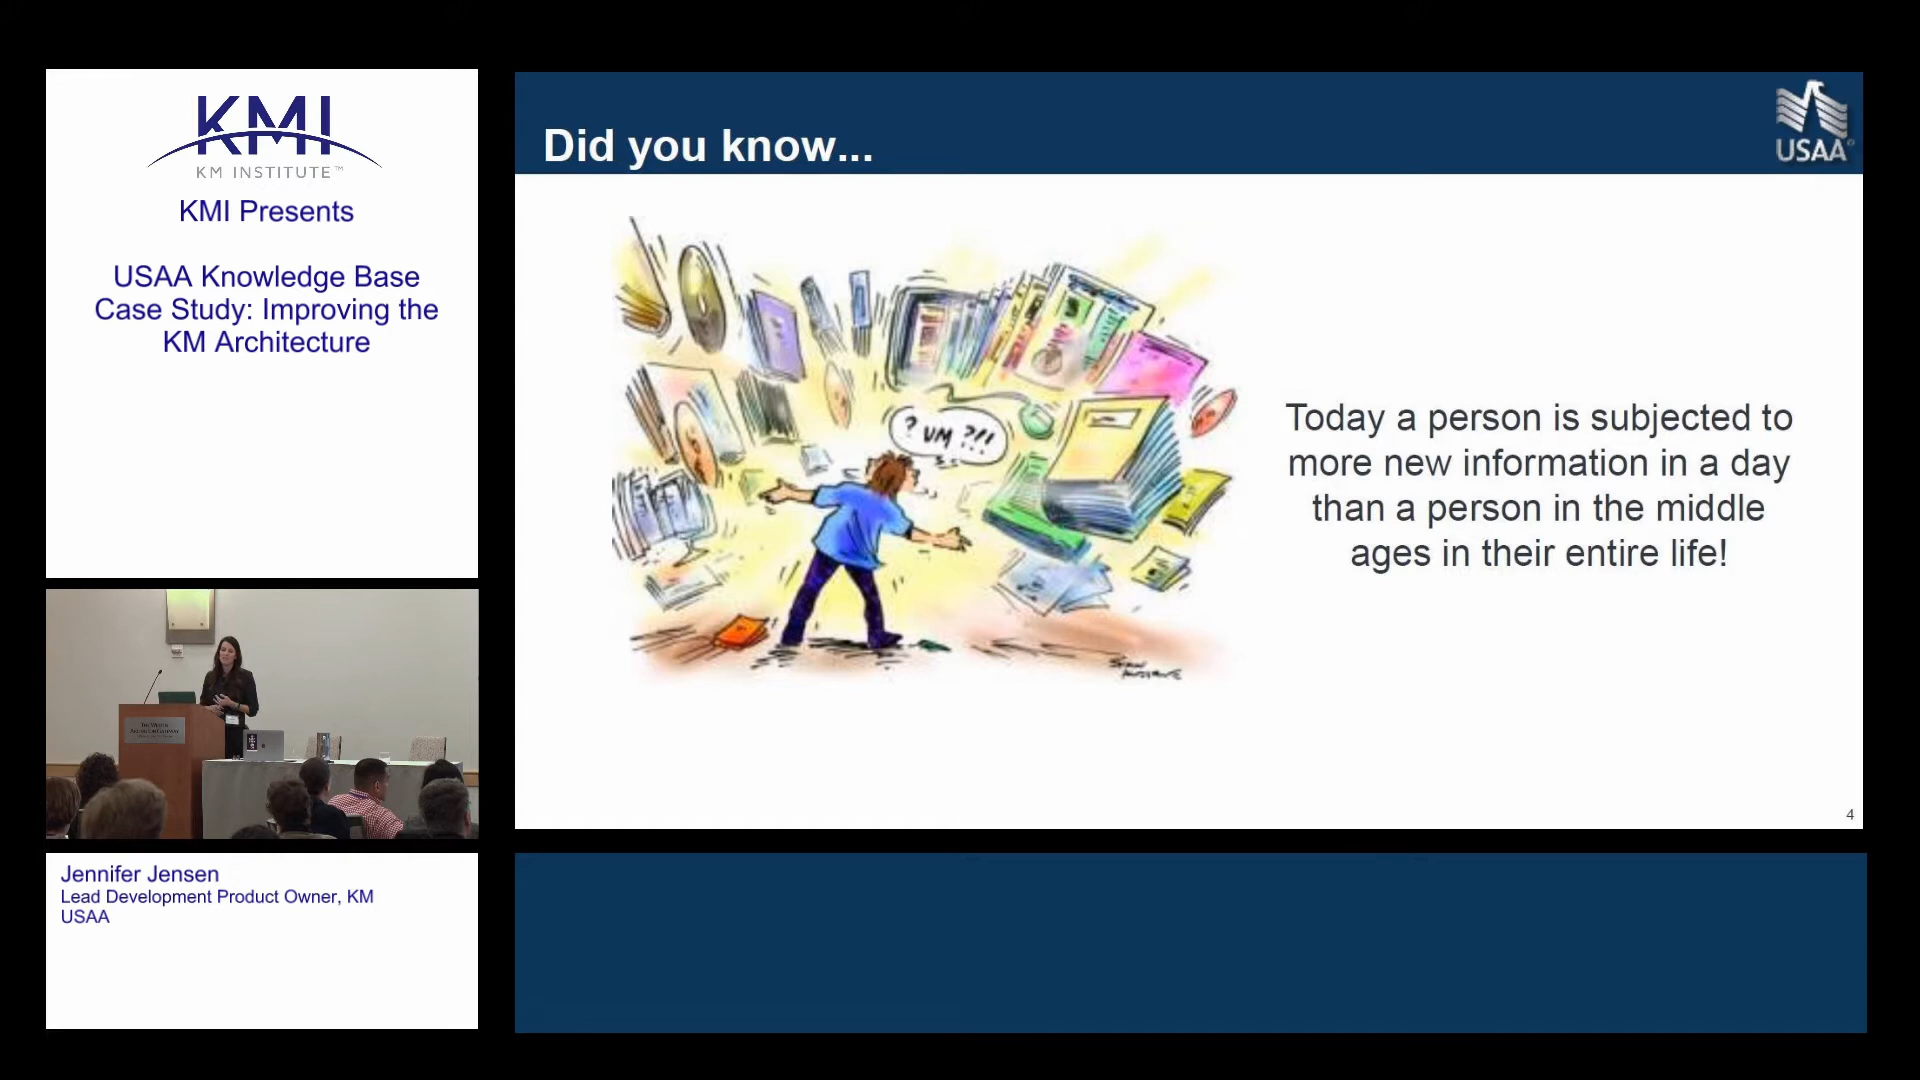 KMI
KM INSTITUTE™
KMI Presents
USAA Knowledge Base
Case Study: Improving the
KM Architecture
Jennifer Jensen
Lead Development Product Owner, KM
USAA
Did you know...
USAA®
? UM ?!!
Today a person is subjected to
more new information in a day
than a person in the middle
ages in their entire life!
4